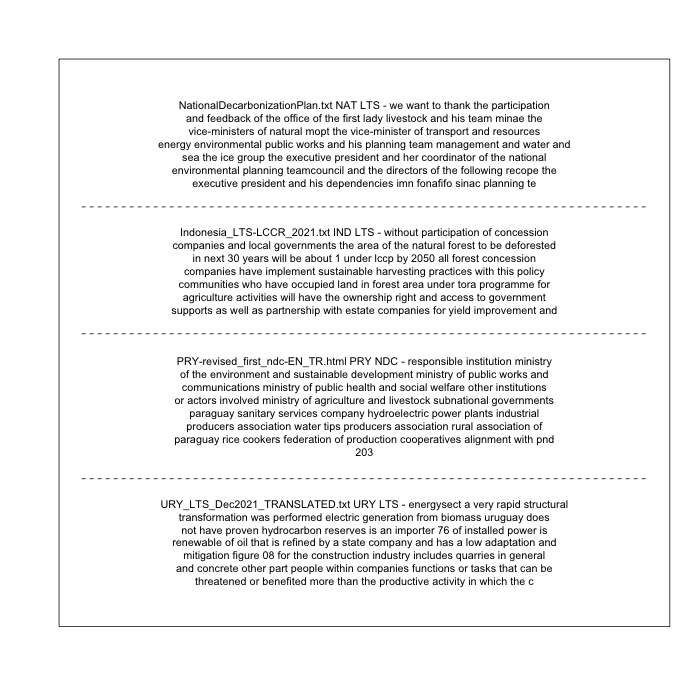 NationalDecarbonizationPlan.txt NAT LTS - we want to thank the participation
and feedback of the office of the first lady livestock and his team minae the
vice-ministers of natural mopt the vice-minister of transport and resources
energy environmental public works and his planning team management and water and
sea the ice group the executive president and her coordinator of the national
environmental planning teamcouncil and the directors of the following recope the
executive president and his dependencies imn fonafifo sinac planning te
Indonesia_LTS-LCCR_2021.txt IND LTS - without participation of concession
companies and local governments the area of the natural forest to be deforested
in next 30 years will be about 1 under lccp by 2050 all forest concession
companies have implement sustainable harvesting practices with this policy
communities who have occupied land in forest area under tora programme for
agriculture activities will have the ownership right and access to government
supports as well as partnership with estate companies for yield improvement and
PRY-revised_first_ndc-EN_TR.html PRY NDC - responsible institution ministry
of the environment and sustainable development ministry of public works and
communications ministry of public health and social welfare other institutions
or actors involved ministry of agriculture and livestock subnational governments
paraguay sanitary services company hydroelectric power plants industrial
producers association water tips producers association rural association of
paraguay rice cookers federation of production cooperatives alignment with pnd
203
URY_LTS_Dec2021_TRANSLATED.txt URY LTS - energysect a very rapid structural
transformation was performed electric generation from biomass uruguay does
not have proven hydrocarbon reserves is an importer 76 of installed power is
renewable of oil that is refined by a state company and has a low adaptation and
mitigation figure 08 for the construction industry includes quarries in general
and concrete other part people within companies functions or tasks that can be
threatened or benefited more than the productive activity in which the c